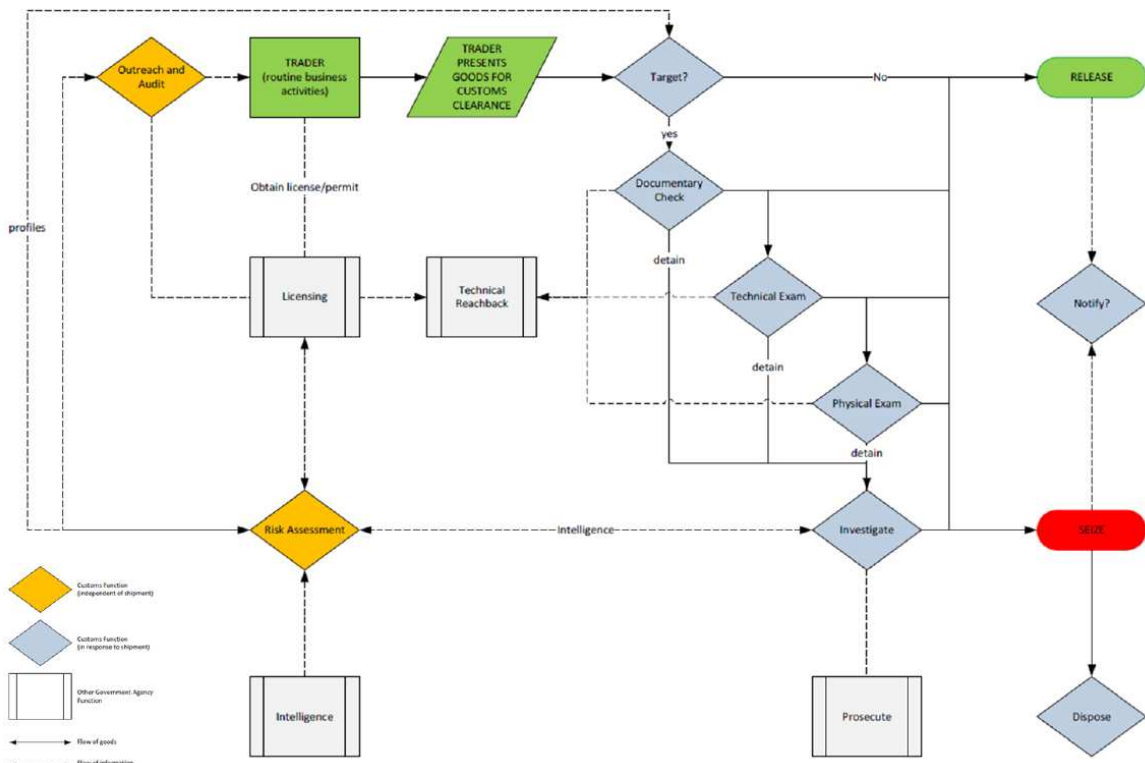 Outreach and
Audit
TRADER
(routine business
activities)
TRADER
PRESENTS
GOODS FOR
CUSTOMS
CLEARANCE
Target?
No
RELEASE
yes
Documentary
Check
Obtain license/permit
profiles
detain
Licensing
Technical
Reachback
Technical Exam
Notify?
detain
Physical Exam
detain
Risk Assessment
Intelligence
Investigate
SEIZE
Customs Function
(independent of shipment)
Customs Function
(in response to shipment)
Other Government Agency
Function
Flow of goods
Flow of information
Intelligence
Prosecute
Dispose